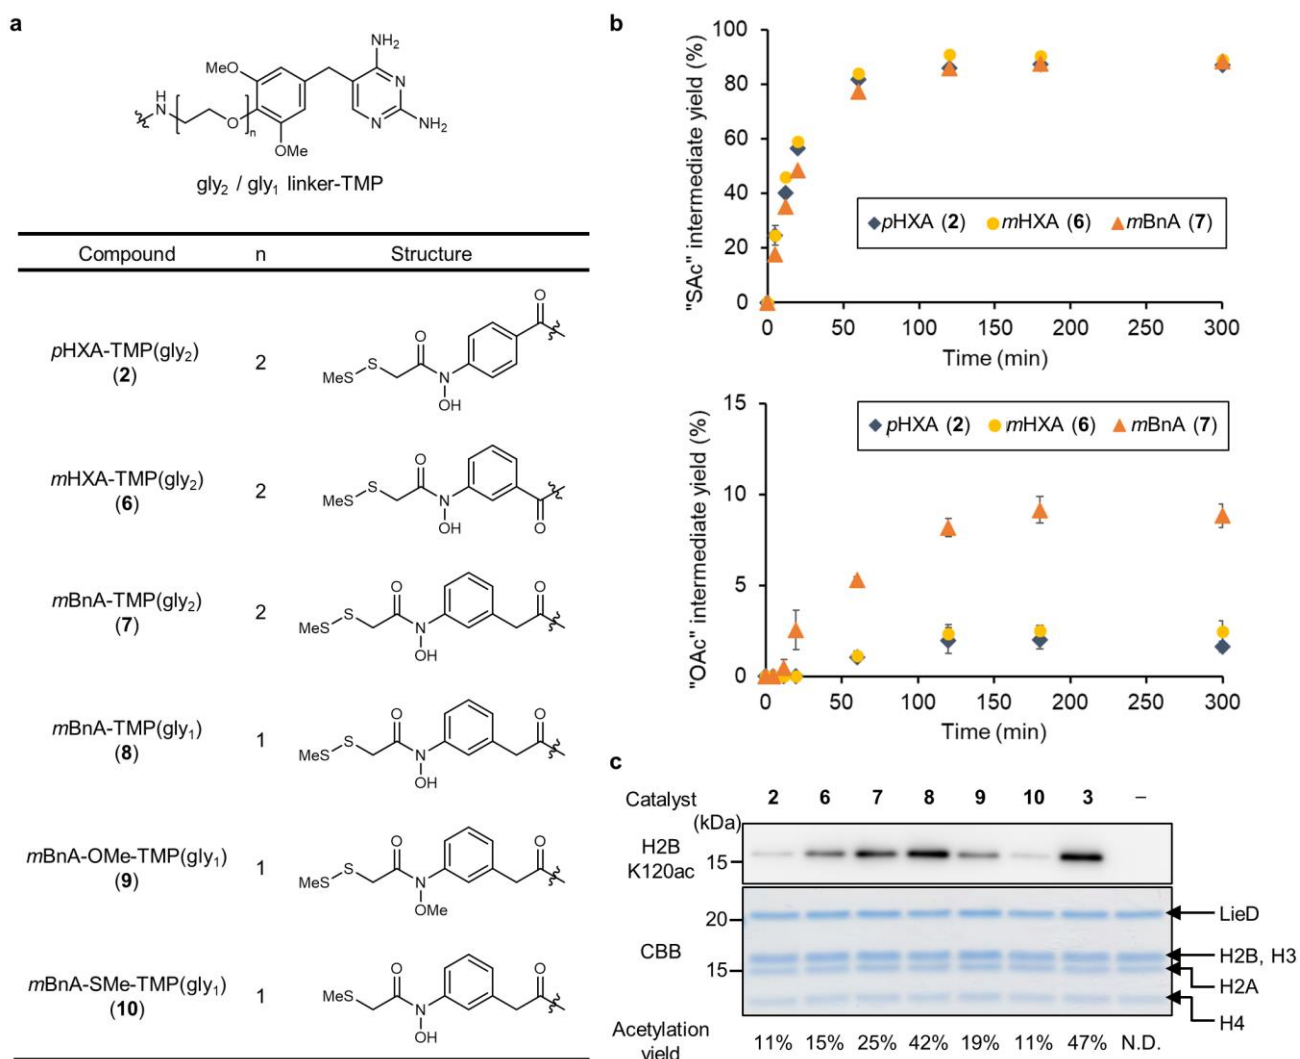 a
NH₂
MeO
N
H
N
O
n
N
NH₂
OMe
gly₂ / gly₁ linker-TMP
Compound n Structure
pHXA-TMP(gly₂)
(2)
2
O
O
S
MeS
N
OH
mHXA-TMP(gly₂)
(6)
2
O
S
MeS
N
OH
O
mBnA-TMP(gly₂)
(7)
2
O
O
S
MeS
N
OH
mBnA-TMP(gly₁)
(8)
1
O
O
S
MeS
N
OH
mBnA-OMe-TMP(gly₁)
(9)
1
O
O
S
MeS
N
OMe
mBnA-SMe-TMP(gly₁)
(10)
1
O
O
MeS
N
OH
b
"SAc" intermediate yield (%)
100
80
60
40
20
0
pHXA (2) mHXA (6) mBnA (7)
0 50 100 150 200 250 300
Time (min)
"OAc" intermediate yield (%)
15
10
5
0
pHXA (2) mHXA (6) mBnA (7)
0 50 100 150 200 250 300
Time (min)
c
Catalyst 2 6 7 8 9 10 3 –
(kDa)
H2B
K120ac
15
20
CBB
15
LieD
H2B, H3
H2A
H4
Acetylation
yield
11% 15% 25% 42% 19% 11% 47% N.D.